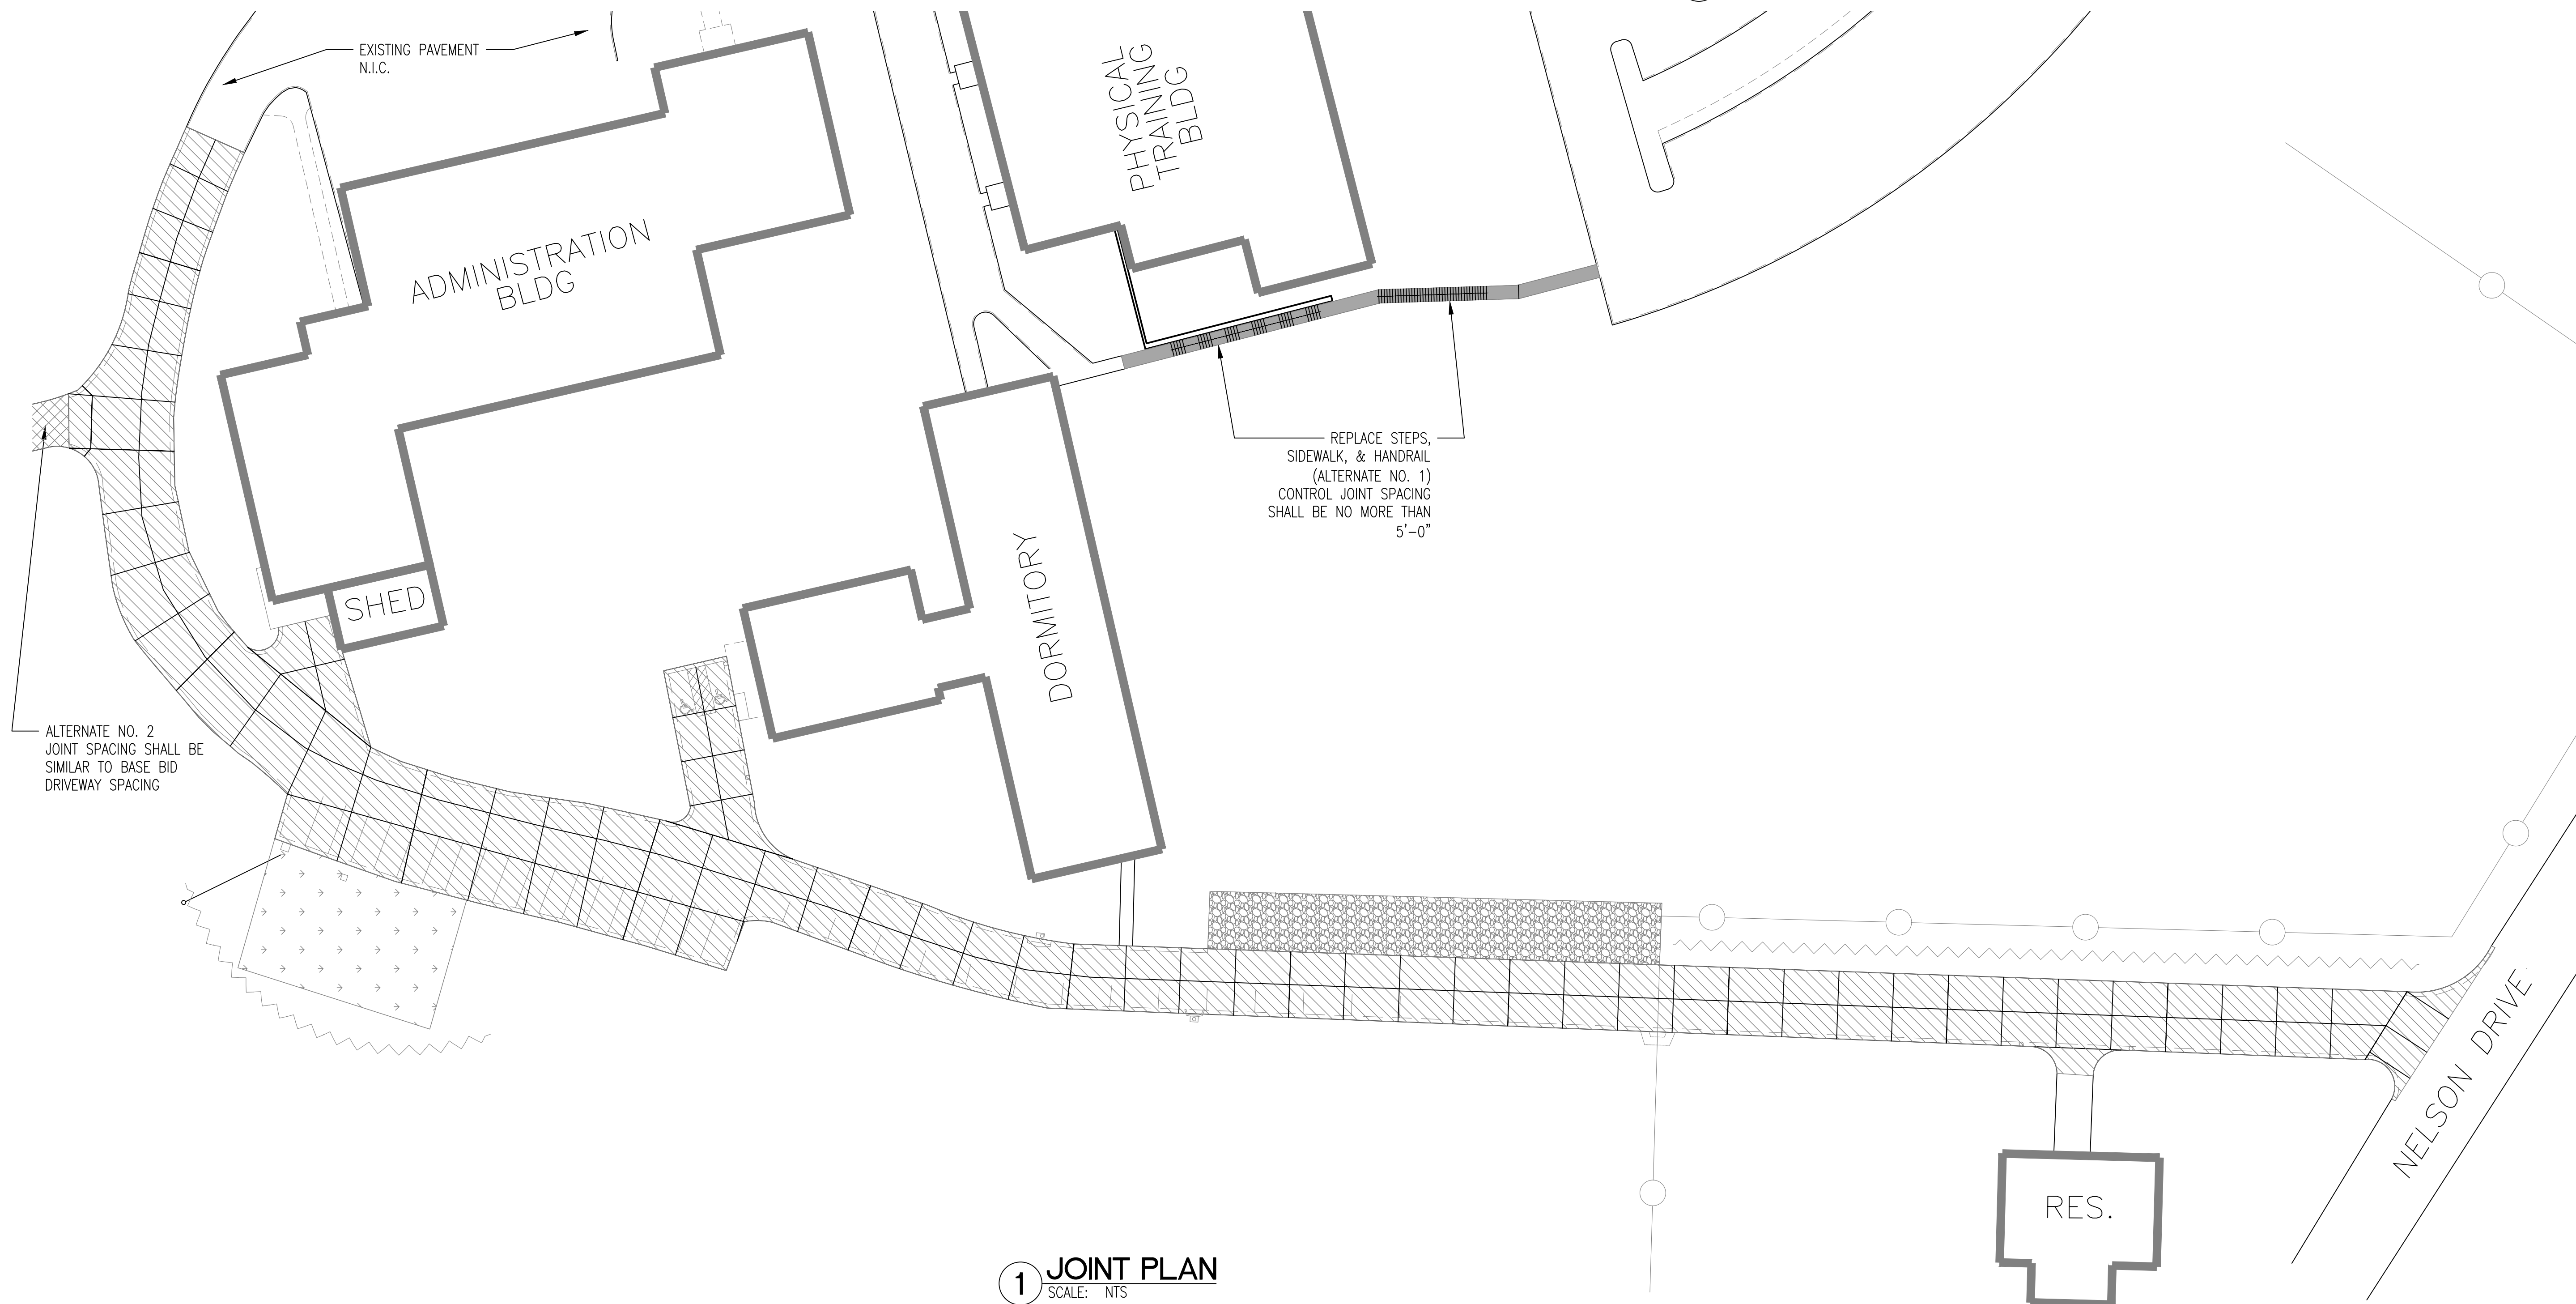 EXISTING PAVEMENT
N.I.C.
PHYSICAL
TRAINING
BLDG
ADMINISTRATION
BLDG
REPLACE STEPS,
SIDEWALK, & HANDRAIL
(ALTERNATE NO. 1)
CONTROL JOINT SPACING
SHALL BE NO MORE THAN
5'-0"
SHED
DORMITORY
ALTERNATE NO. 2
JOINT SPACING SHALL BE
SIMILAR TO BASE BID
DRIVEWAY SPACING
NELSON DRIVE
RES.
1 JOINT PLAN
SCALE: NTS